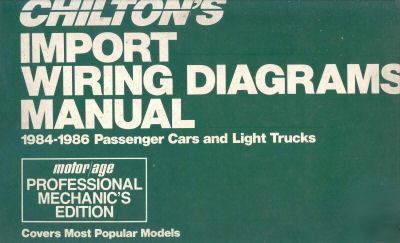 CHILTON'S
IMPORT
WIRING DIAGRAMS
MANUAL
1984-1986 Passenger Cars and Light Trucks
motor/age
PROFESSIONAL
MECHANIC'S
EDITION
Covers Most Popular Models